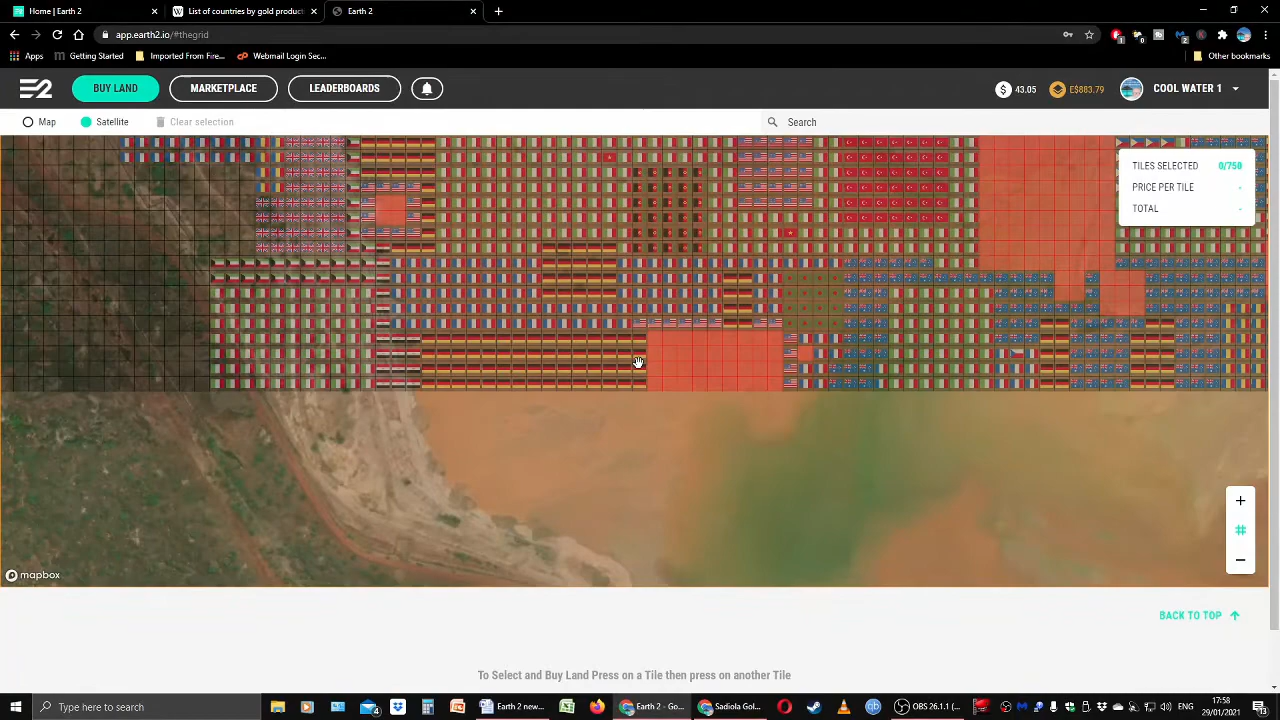 Home | Earth 2
List of countries by gold product
Earth 2
app.earth2.io/#thegrid
Apps
Getting Started
Imported From Fire...
Webmail Login Sec...
Other bookmarks
BUY LAND
MARKETPLACE
LEADERBOARDS
43.05
E$883.79
COOL WATER 1
Map
Satellite
Clear selection
Search
TILES SELECTED 0/750
PRICE PER TILE -
TOTAL -
mapbox
BACK TO TOP
To Select and Buy Land Press on a Tile then press on another Tile
Type here to search
Earth 2 new...
Earth 2 - Go...
Sadiola Gol...
OBS 26.1.1 (...
ENG
17:58
29/01/2021